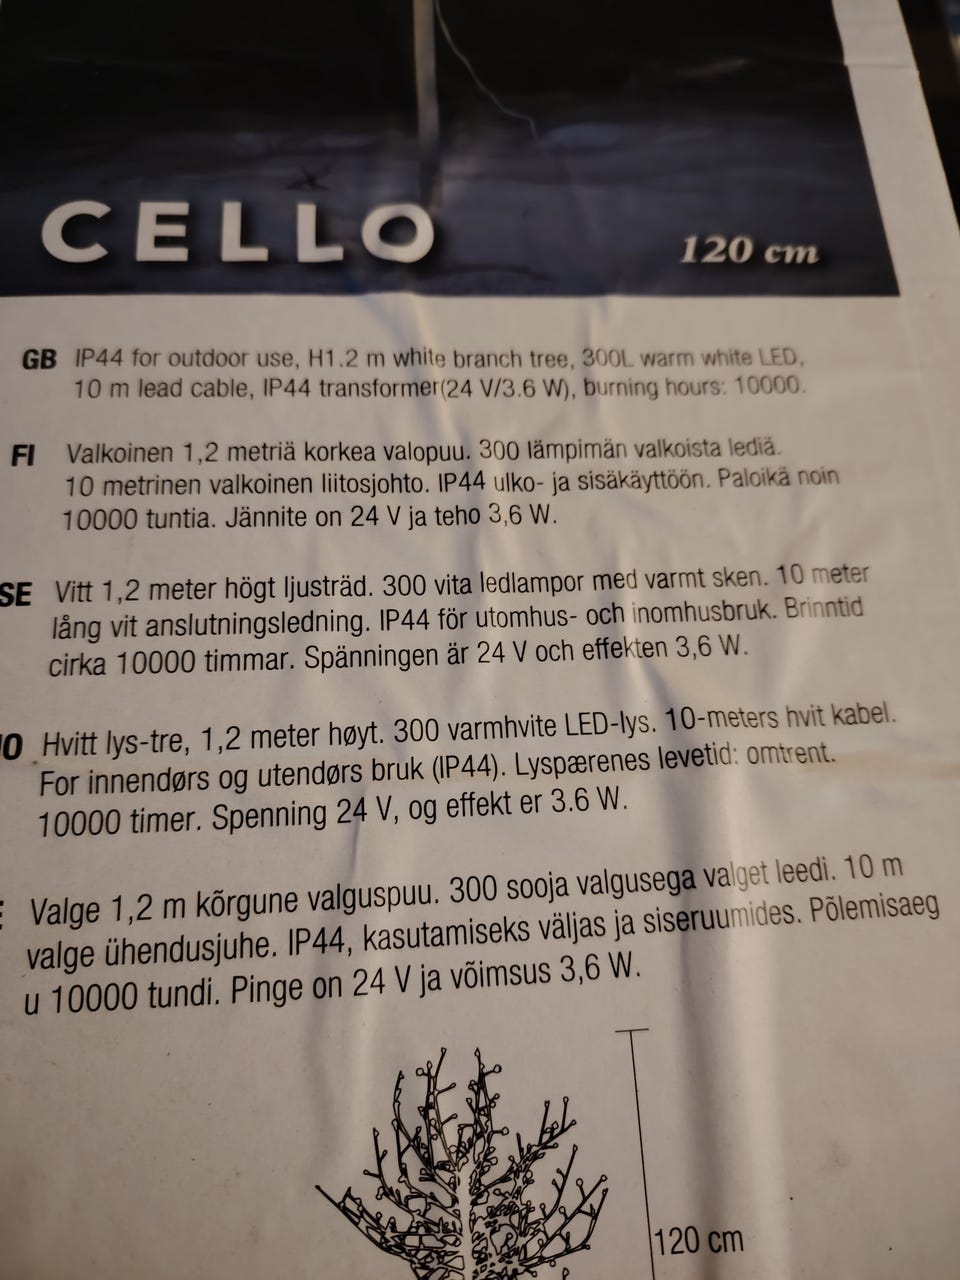 CELLO
120 cm
GB IP44 for outdoor use, H1.2 m white branch tree, 300L warm white LED,
10 m lead cable, IP44 transformer(24 V/3.6 W), burning hours: 10000.
FI Valkoinen 1,2 metriä korkea valopuu. 300 lämpimän valkoista lediä.
10 metrinen valkoinen liitosjohto. IP44 ulko- ja sisäkäyttöön. Paloikä noin
10000 tuntia. Jännite on 24 V ja teho 3,6 W.
SE Vitt 1,2 meter högt ljusträd. 300 vita ledlampor med varmt sken. 10 meter
lång vit anslutningsledning. IP44 för utomhus- och inomhusbruk. Brinntid
cirka 10000 timmar. Spänningen är 24 V och effekten 3,6 W.
NO Hvitt lys-tre, 1,2 meter høyt. 300 varmhvite LED-lys. 10-meters hvit kabel.
For innendørs og utendørs bruk (IP44). Lyspærenes levetid: omtrent.
10000 timer. Spenning 24 V, og effekt er 3.6 W.
Valge 1,2 m kõrgune valguspuu. 300 sooja valgusega valget leedi. 10 m
valge ühendusjuhe. IP44, kasutamiseks väljas ja siseruumides. Põlemisaeg
u 10000 tundi. Pinge on 24 V ja võimsus 3,6 W.
120 cm